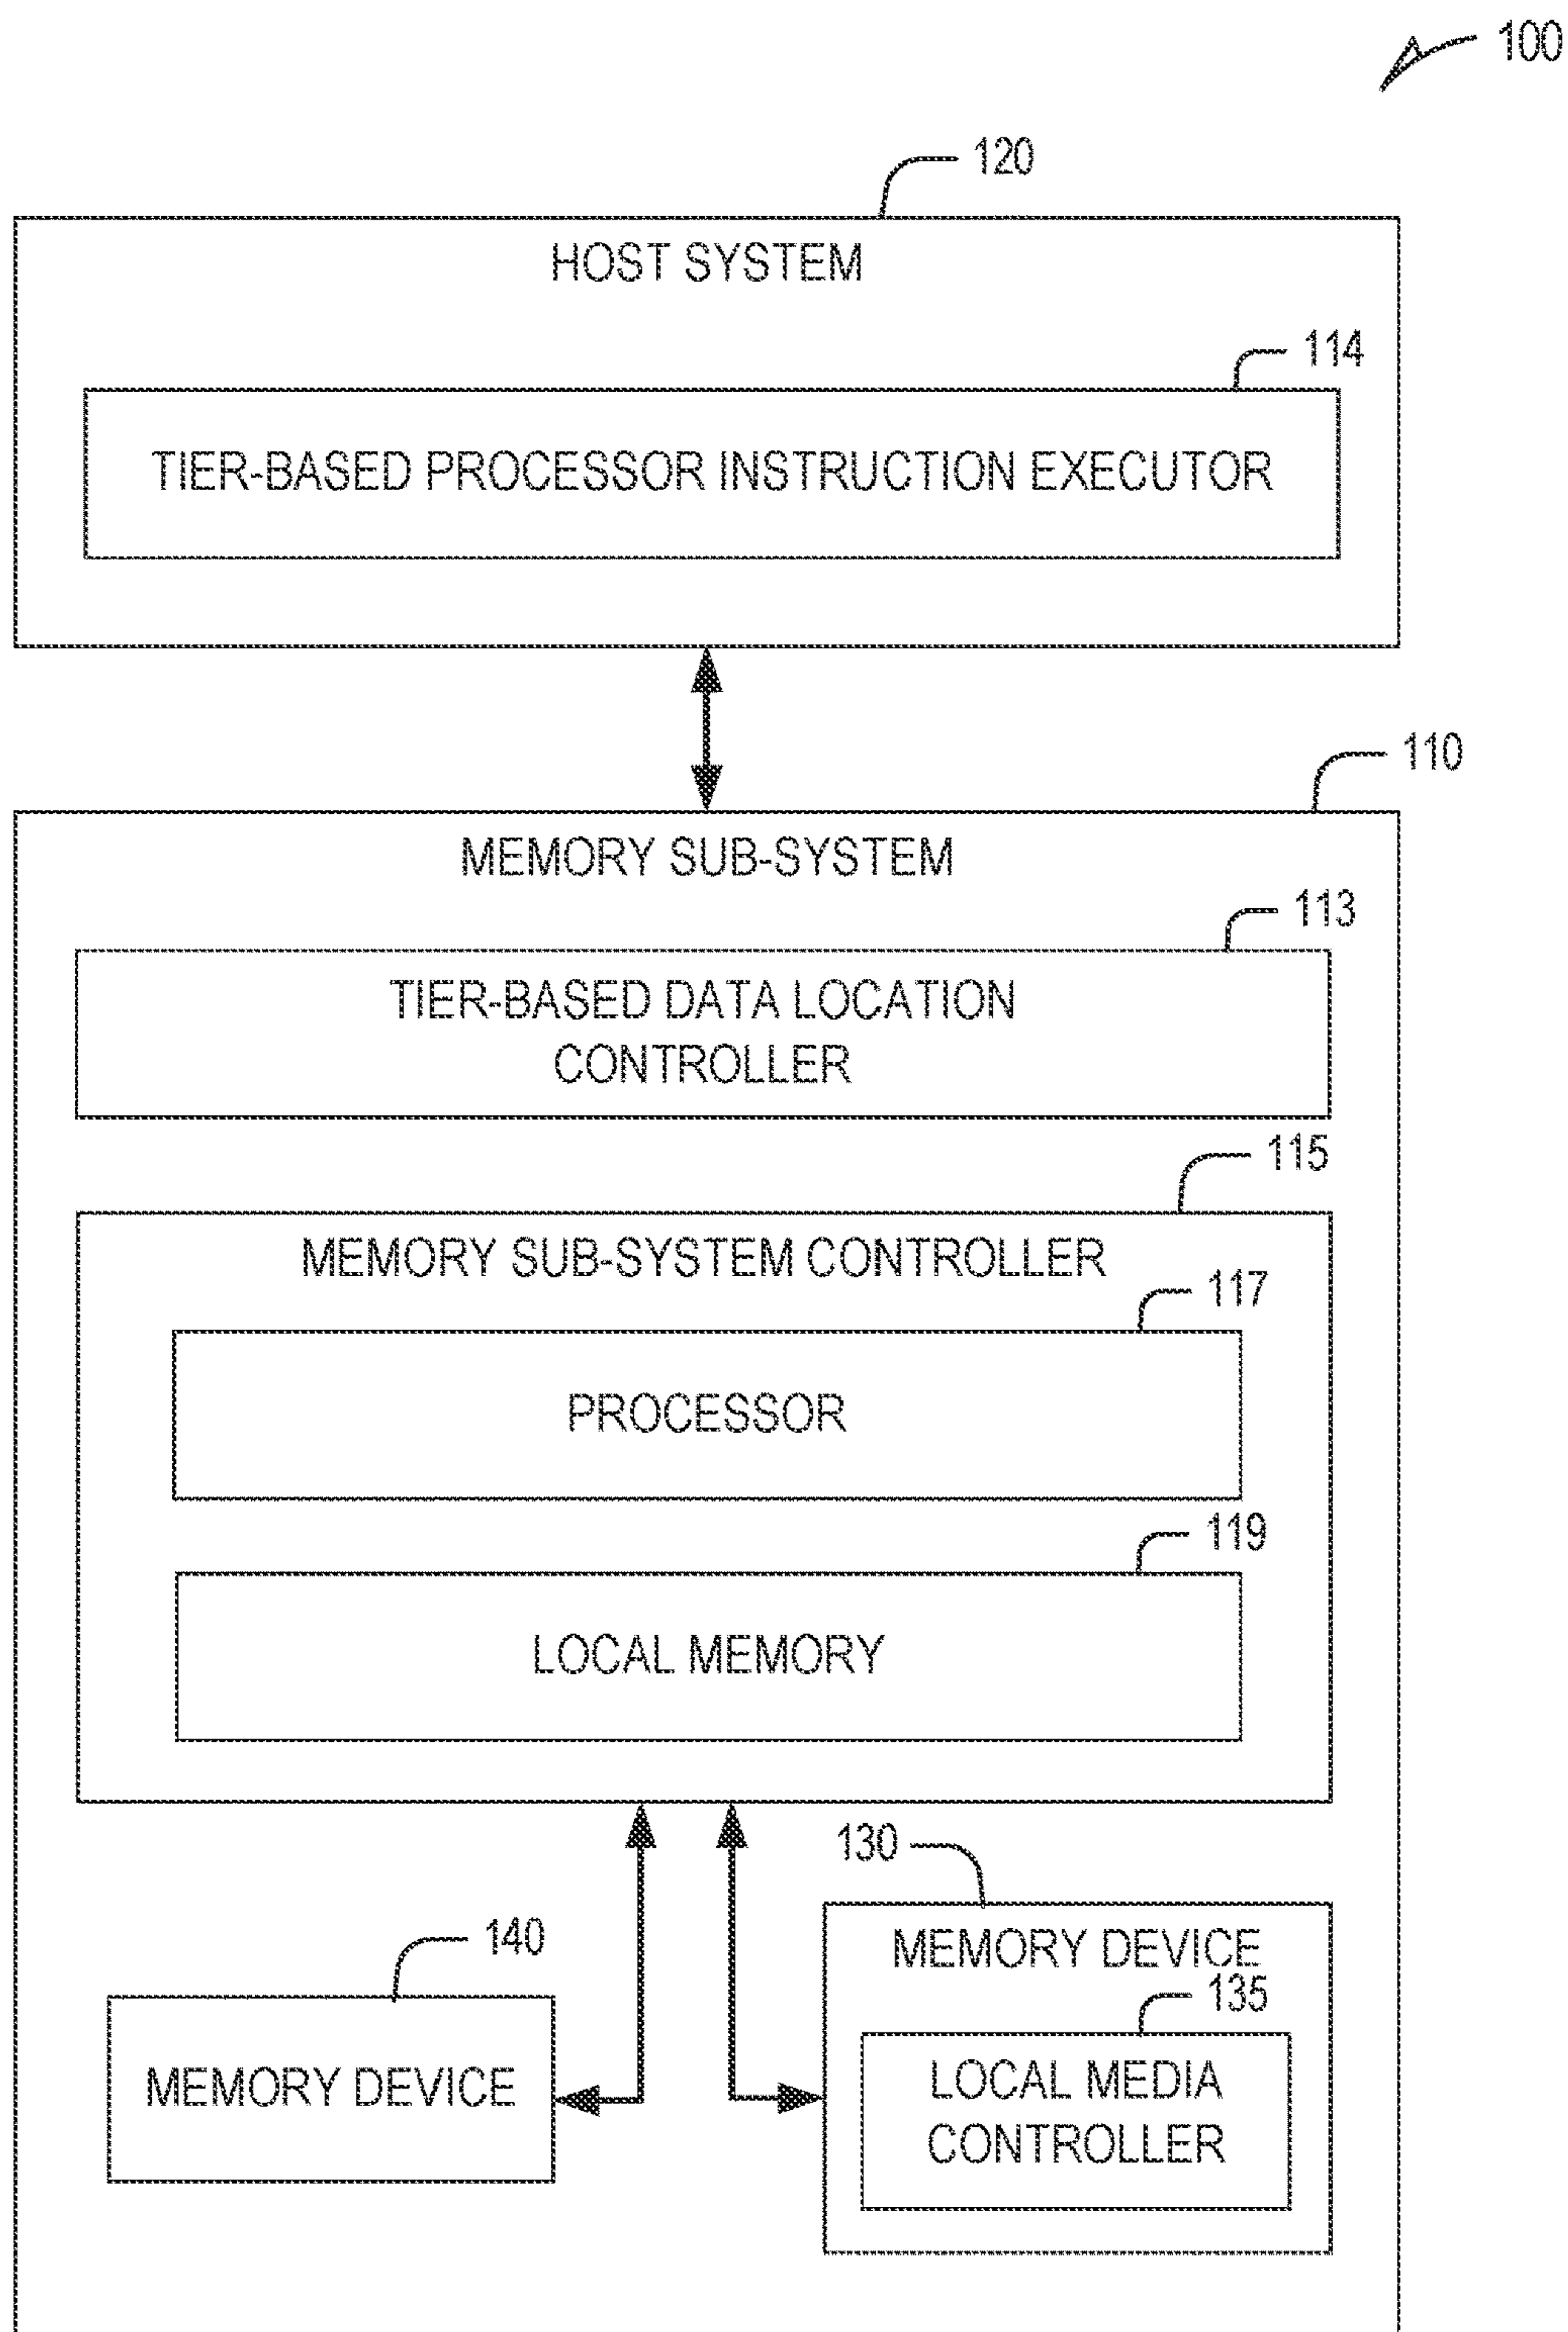 100
120
HOST SYSTEM
114
TIER-BASED PROCESSOR INSTRUCTION EXECUTOR
110
MEMORY SUB-SYSTEM
113
TIER-BASED DATA LOCATION
CONTROLLER
115
MEMORY SUB-SYSTEM CONTROLLER
117
PROCESSOR
119
LOCAL MEMORY
130
140
MEMORY DEVICE
135
MEMORY DEVICE
LOCAL MEDIA
CONTROLLER